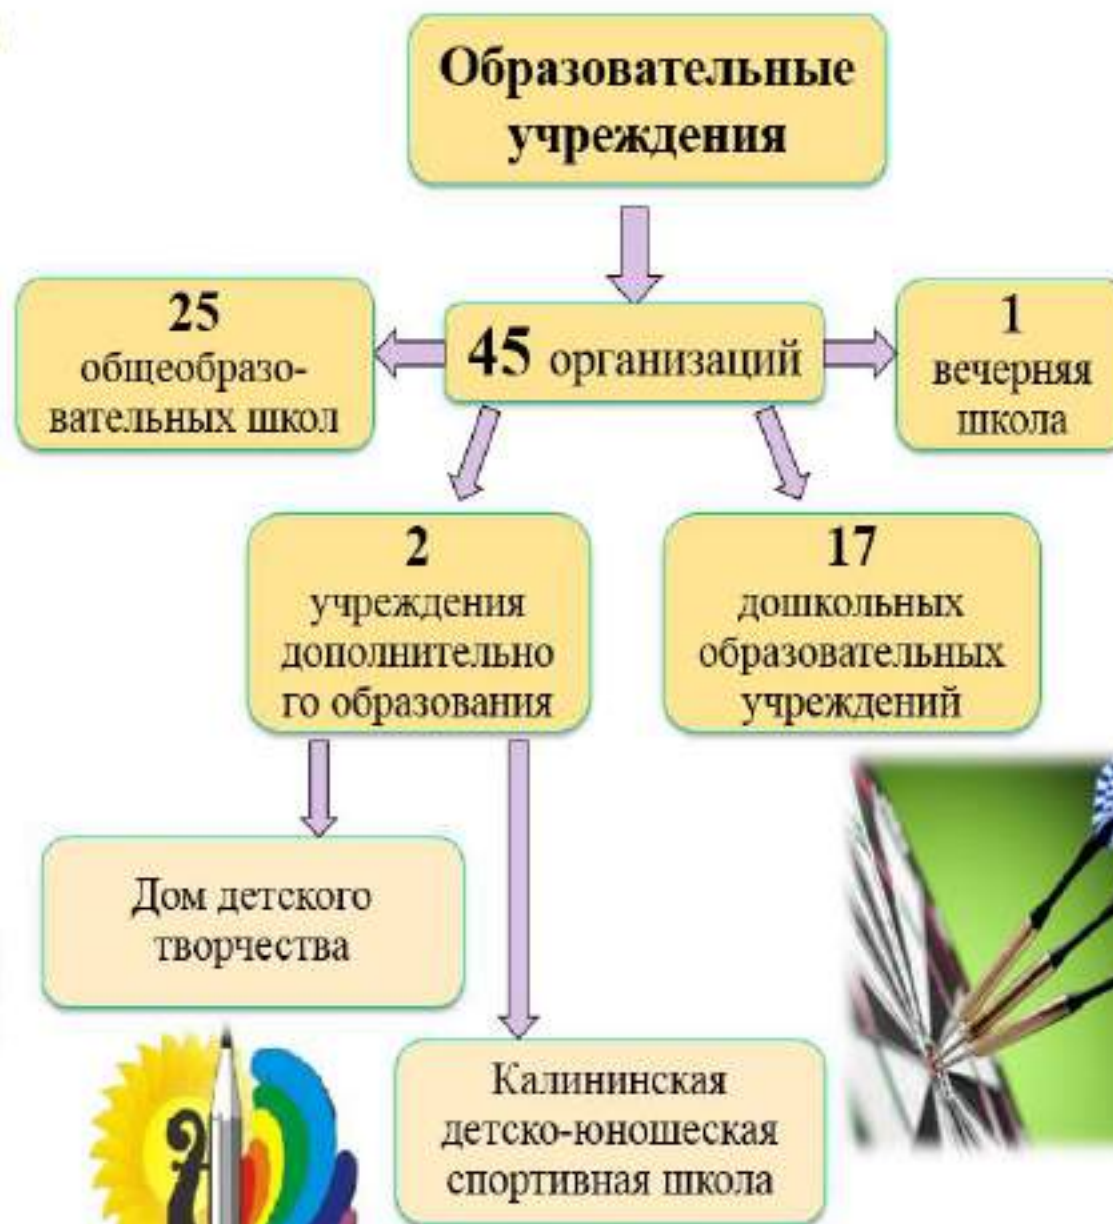 Образовательные
учреждения
25
общеобразо-
вательных школ
45 организаций
1
вечерняя
школа
2
учреждения
дополнительно
го образования
17
дошкольных
образовательных
учреждений
Дом детского
творчества
Калининская
детско-юношеская
спортивная школа